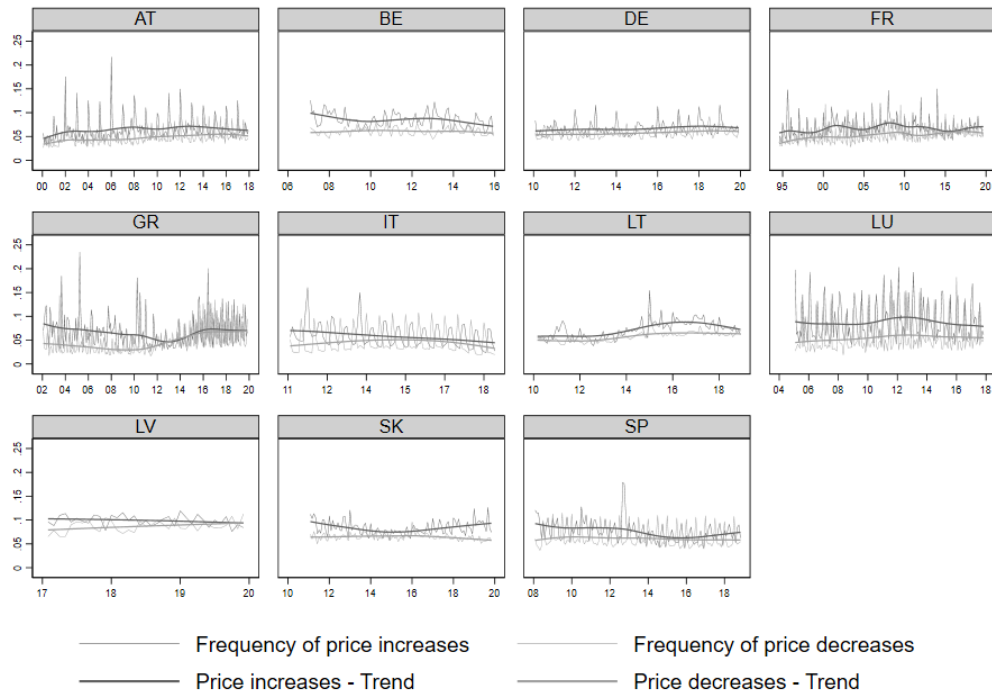 AT BE DE FR
.25
.2
.15
.1
.05
0
00 02 04 06 08 10 12 14 16 18 06 08 10 12 14 16 10 12 14 16 18 20 95 00 05 10 15 20
GR IT LT LU
.25
.2
.15
.1
.05
0
02 04 06 08 10 12 14 16 18 20 11 12 13 14 15 16 17 18 10 12 14 16 18 04 06 08 10 12 14 16 18
LV SK SP
.25
.2
.15
.1
.05
0
17 18 19 20 10 12 14 16 18 20 08 10 12 14 16 18
Frequency of price increases Frequency of price decreases
Price increases - Trend Price decreases - Trend